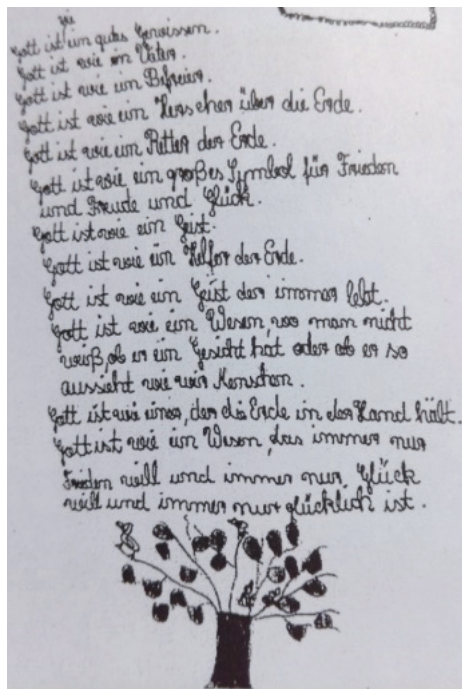 wie
Gott ist ein gutes Gewissen.
Gott ist wie ein Vater.
Gott ist wie ein Befreier.
Gott ist wie ein Herscher über die Erde.
Gott ist wie ein Retter der Erde.
Gott ist wie ein großes Symbol für Frieden
und Freude und Glück.
Gott ist wie ein Geist.
Gott ist wie ein Helfer der Erde.
Gott ist wie ein Geist der immer lebt.
Gott ist wie ein Wesen, wo man nicht
weiß, ob er ein Gesicht hat oder ob er so
aussieht wie wir Menschen.
Gott ist wie einer, der die Erde in der Hand hält.
Gott ist wie ein Wesen, das immer nur
Frieden will und immer nur Glück
will und immer nur glücklich ist.